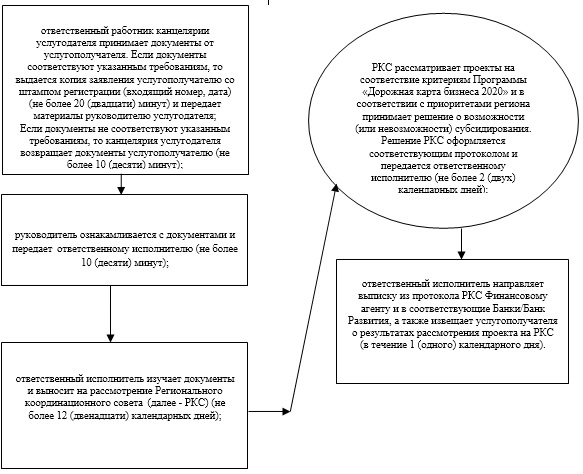 ответственный работник канцелярии
услугодателя принимает документы от
услугополучателя. Если документы
соответствуют указанным требованиям, то
выдается копия заявления услугополучателю со
штампом регистрации (входящий номер, дата)
(не более 20 (двадцати) минут) и передает
материалы руководителю услугодателя;
Если документы не соответствуют указанным
требованиям, то канцелярия услугодателя
возвращает документы услугополучателю (не
более 10 (десяти) минут);
руководитель ознакамливается с документами и
передает ответственному исполнителю (не более
10 (десяти) минут);
ответственный исполнитель изучает документы
и выносит на рассмотрение Регионального
координационного совета (далее - РКС) (не
более 12 (двенадцати) календарных дней);
РКС рассматривает проекты на
соответствие критериям Программы
«Дорожная карта бизнеса 2020» и в
соответствии с приоритетами региона
принимает решение о возможности
(или невозможности) субсидирования.
Решение РКС оформляется
соответствующим протоколом и
передается ответственному
исполнителю (не более 2 (двух)
календарных дней);
ответственный исполнитель направляет
выписку из протокола РКС Финансовому
агенту и в соответствующие Банки/Банк
Развития, а также извещает услугополучателя
о результатах рассмотрения проекта на РКС
(в течение 1 (одного) календарного дня).